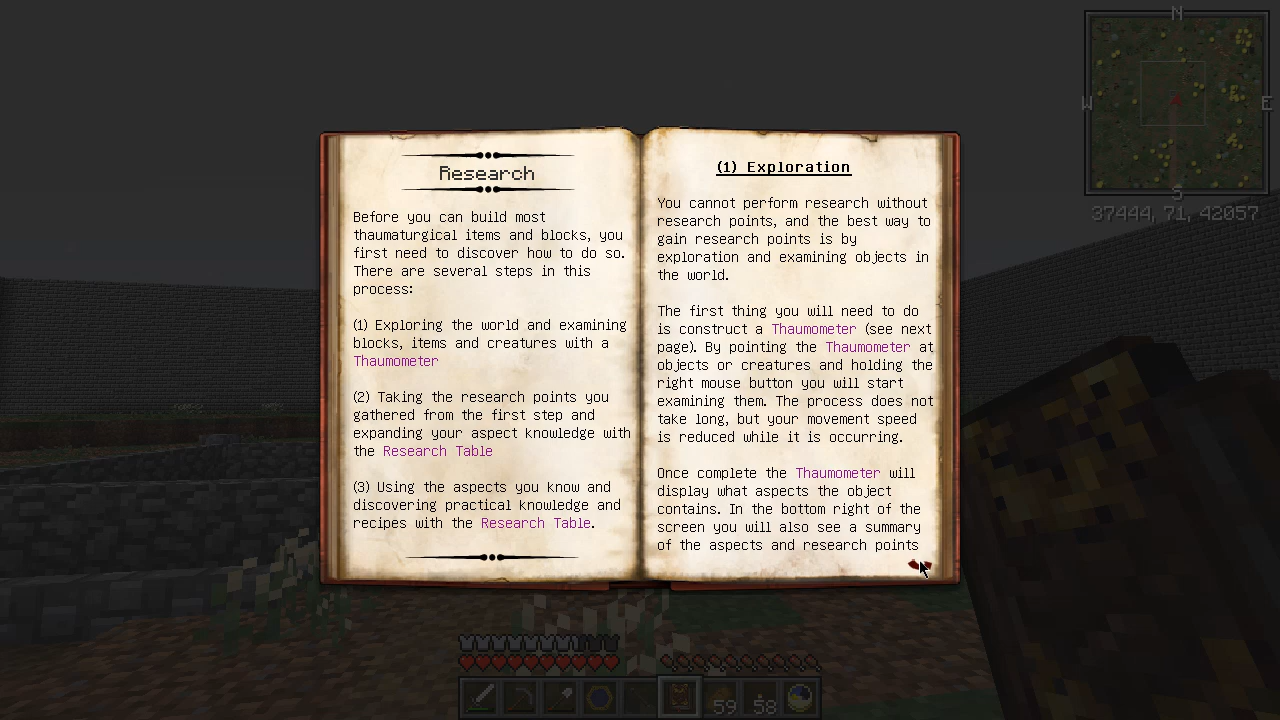 Research
Before you can build most
thaumaturgical items and blocks, you
first need to discover how to do so.
There are several steps in this
process:
(1) Exploring the world and examining
blocks, items and creatures with a
Thaumometer
(2) Taking the research points you
gathered from the first step and
expanding your aspect knowledge with
the Research Table
(3) Using the aspects you know and
discovering practical knowledge and
recipes with the Research Table.
(1) Exploration
You cannot perform research without
research points, and the best way to
gain research points is by
exploration and examining objects in
the world.
The first thing you will need to do
is construct a Thaumometer (see next
page). By pointing the Thaumometer at
objects or creatures and holding the
right mouse button you will start
examining them. The process does not
take long, but your movement speed
is reduced while it is occurring.
Once complete the Thaumometer will
display what aspects the object
contains. In the bottom right of the
screen you will also see a summary
of the aspects and research points
N
W
E
S
37444, 71, 42057
59
58